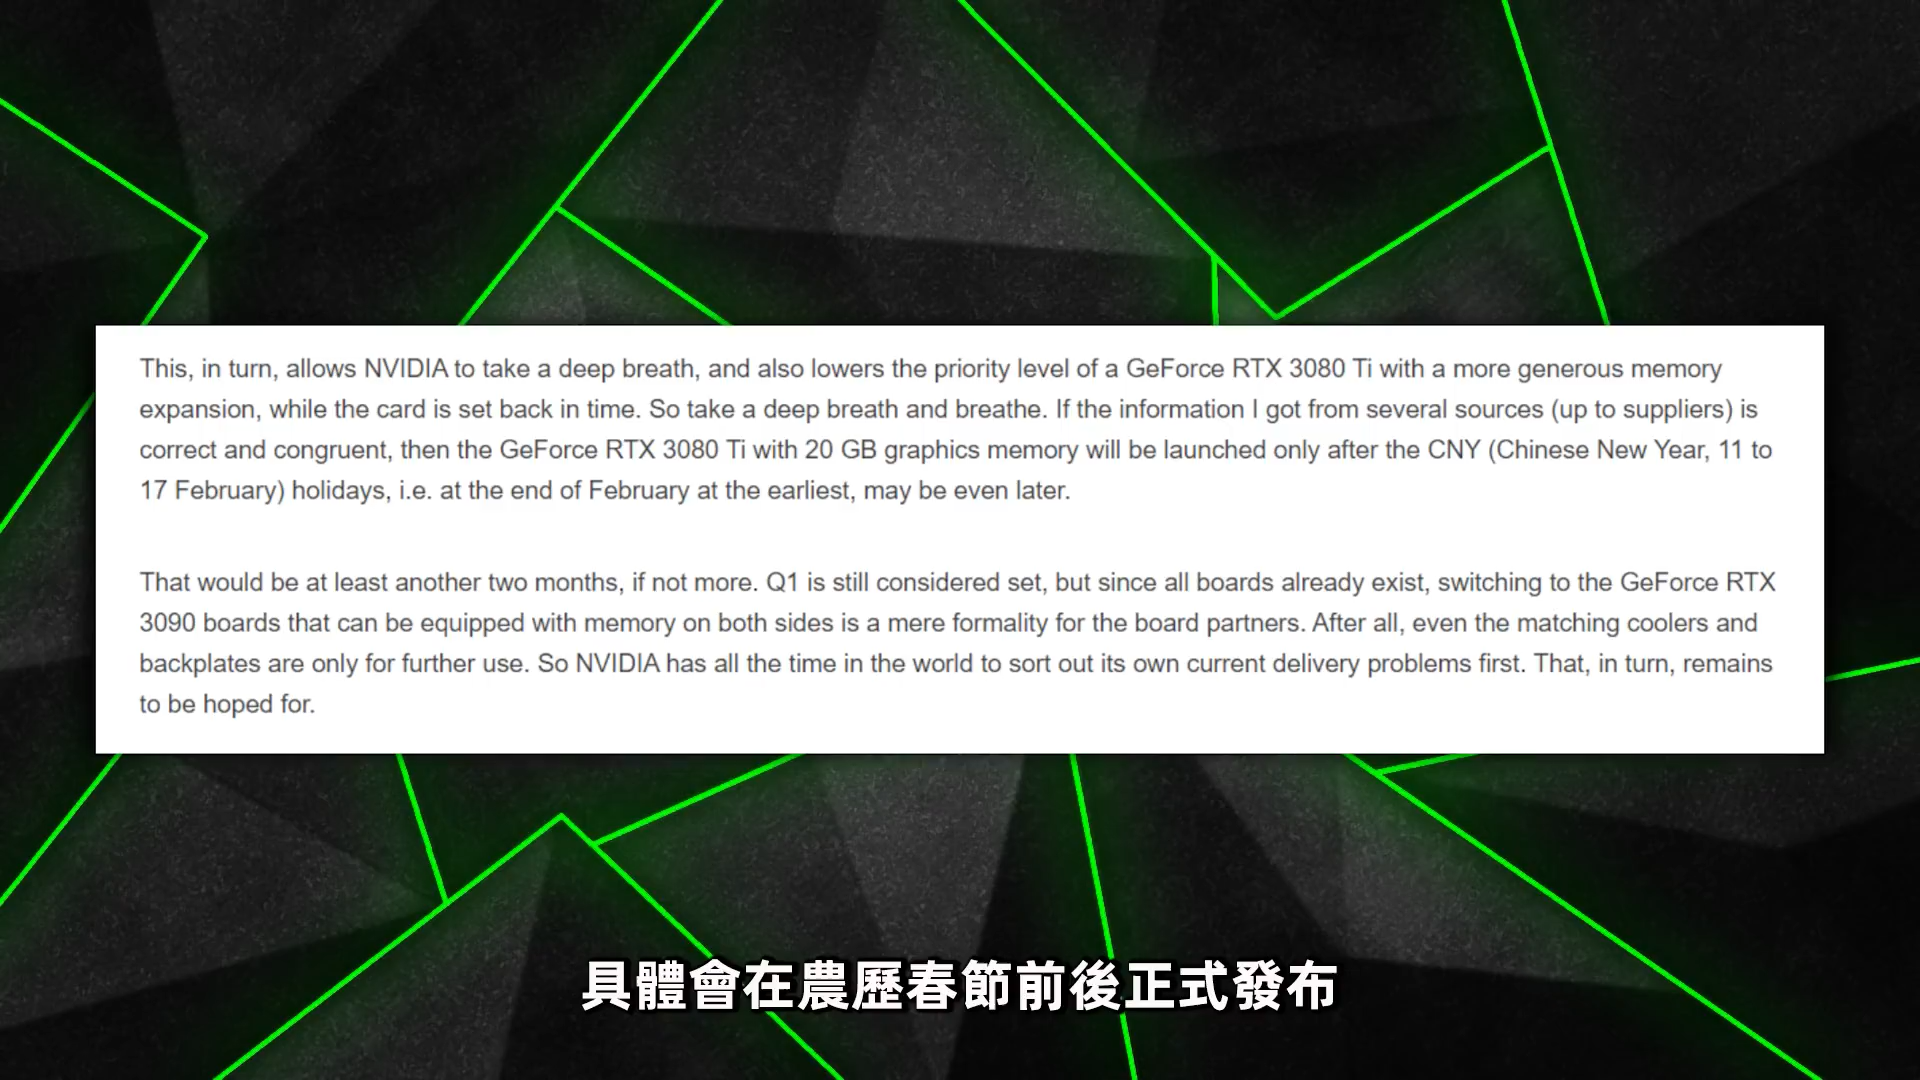 This, in turn, allows NVIDIA to take a deep breath, and also lowers the priority level of a GeForce RTX 3080 Ti with a more generous memory
expansion, while the card is set back in time. So take a deep breath and breathe. If the information I got from several sources (up to suppliers) is
correct and congruent, then the GeForce RTX 3080 Ti with 20 GB graphics memory will be launched only after the CNY (Chinese New Year, 11 to
17 February) holidays, i.e. at the end of February at the earliest, may be even later.
That would be at least another two months, if not more. Q1 is still considered set, but since all boards already exist, switching to the GeForce RTX
3090 boards that can be equipped with memory on both sides is a mere formality for the board partners. After all, even the matching coolers and
backplates are only for further use. So NVIDIA has all the time in the world to sort out its own current delivery problems first. That, in turn, remains
to be hoped for.
具體會在農歷春節前後正式發布